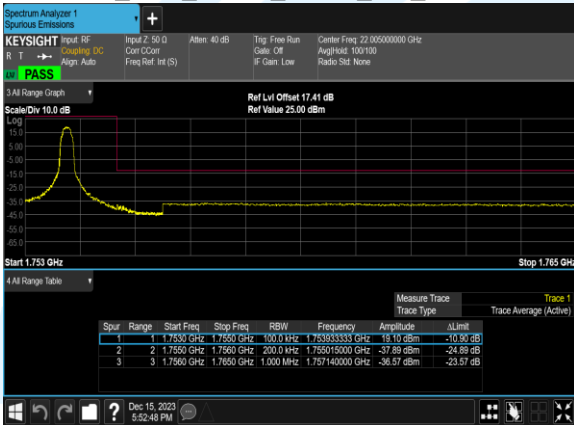 Spectrum Analyzer 1
Spurious Emissions
KEYSIGHT Input: RF Input Z: 50 Ω Atten: 40 dB Trig: Free Run Center Freq: 22.005000000 GHz
R T Coupling: DC Corr CCorr Gate: Off Avg|Hold: 100/100
Align: Auto Freq Ref: Int (S) IF Gain: Low Radio Std: None
PASS
3 All Range Graph
Ref Lvl Offset 17.41 dB
Scale/Div 10.0 dB Ref Value 25.00 dBm
Log
15.0
5.00
-5.00
-15.0
-25.0
-35.0
-45.0
-55.0
-65.0
Start 1.753 GHz Stop 1.765 GHz
4 All Range Table
Measure Trace Trace 1
Trace Type Trace Average (Active)
Spur Range Start Freq Stop Freq RBW Frequency Amplitude ΔLimit
1 1 1.7530 GHz 1.7550 GHz 100.0 kHz 1.753933333 GHz 19.10 dBm -10.90 dB
2 2 1.7550 GHz 1.7560 GHz 200.0 kHz 1.755015000 GHz -37.89 dBm -24.89 dB
3 3 1.7560 GHz 1.7650 GHz 1.000 MHz 1.757140000 GHz -36.57 dBm -23.57 dB
Dec 15, 2023
5:52:48 PM